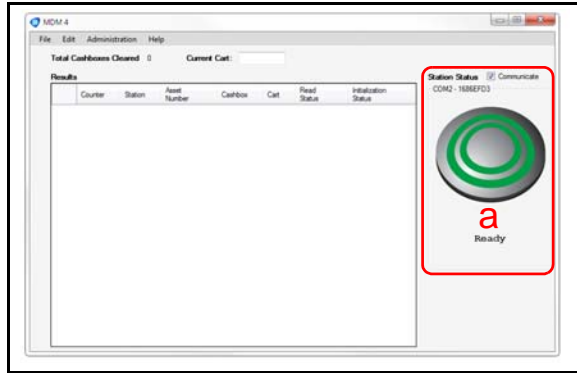 MDM 4
File Edit Administration Help
Total Cashboxes Cleared 0 Current Cart:
Results
Counter Station Asset Number Cashbox Cart Read Status Initialization Status
Station Status Communicate
COM2 - 1686EFD3
a
Ready